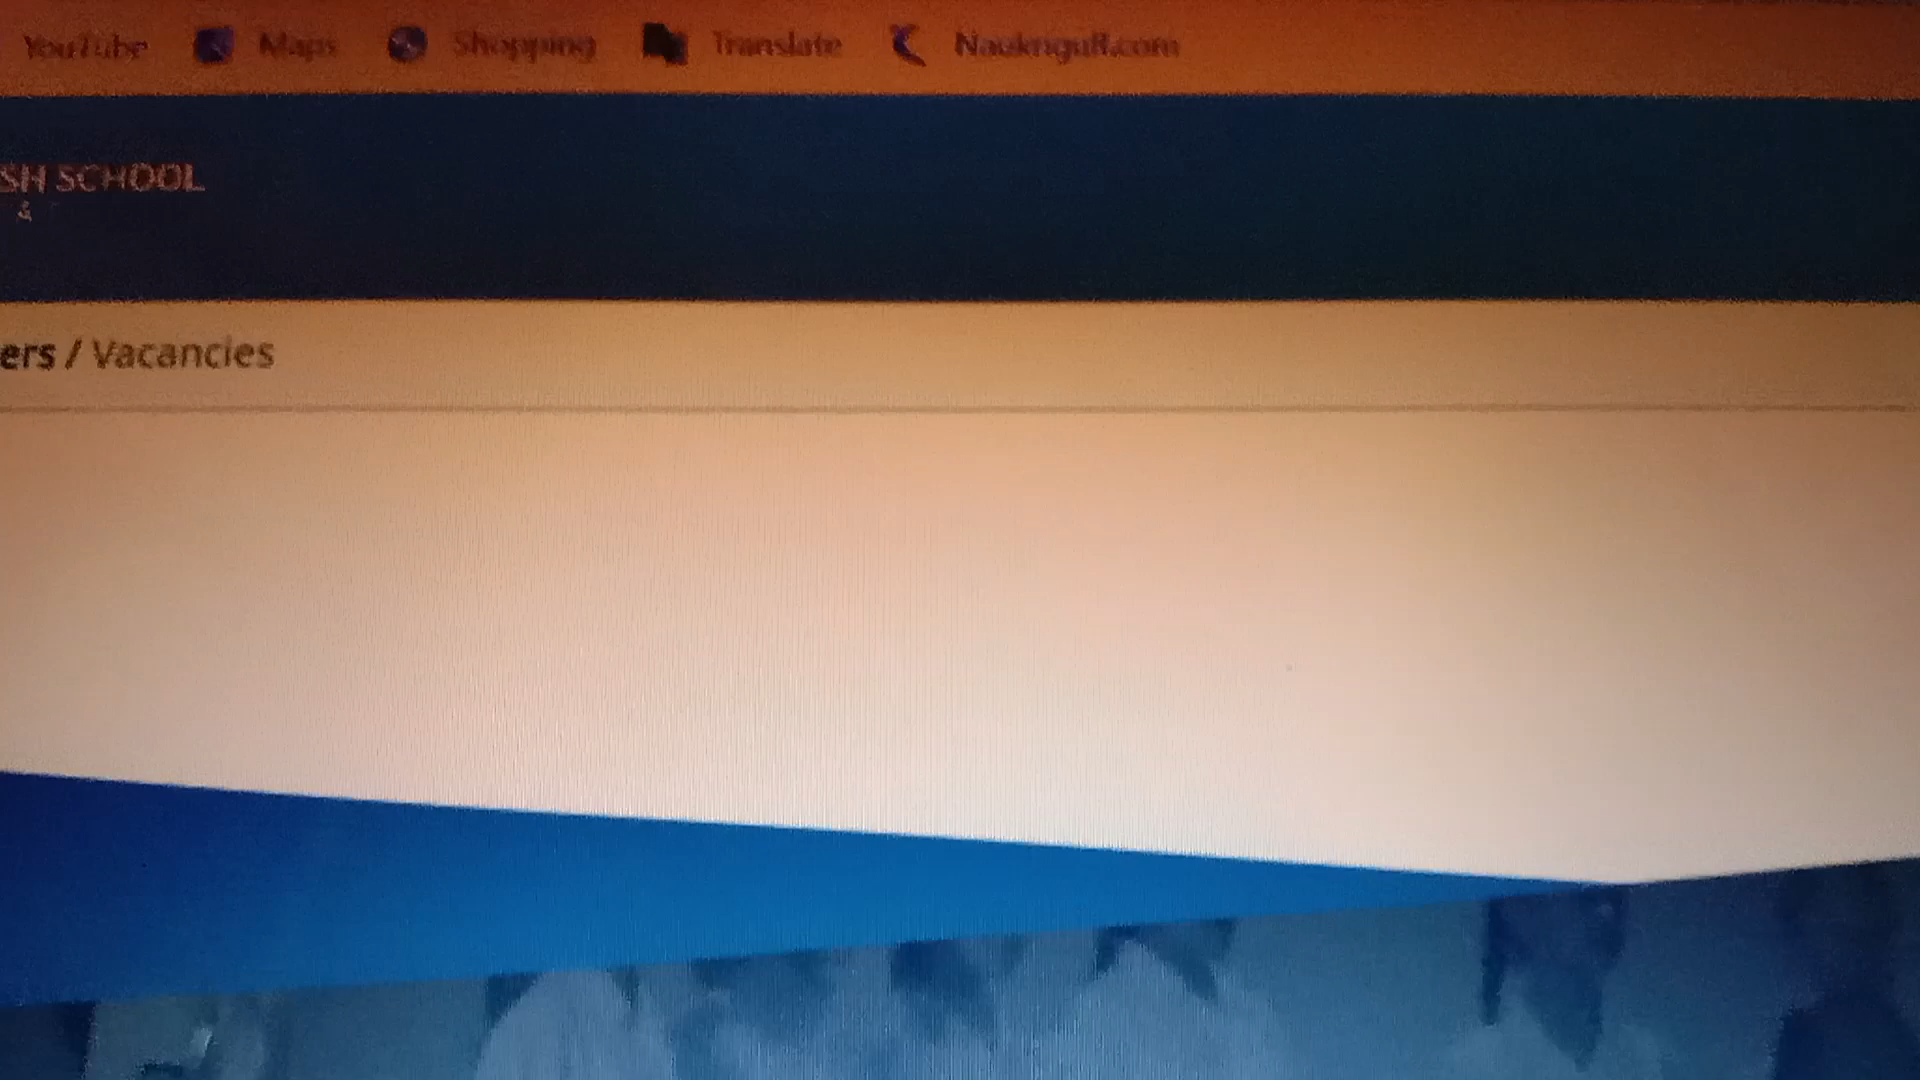 YouTube Maps Shopping Translate Naukrigulf.com
SH SCHOOL
&
ers / Vacancies